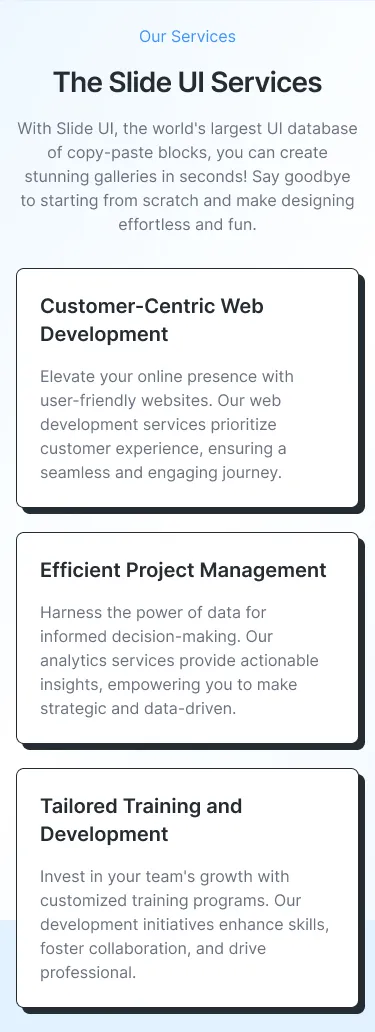 Our Services
The Slide UI Services
With Slide UI, the world's largest UI database
of copy-paste blocks, you can create
stunning galleries in seconds! Say goodbye
to starting from scratch and make designing
effortless and fun.
Customer-Centric Web
Development
Elevate your online presence with
user-friendly websites. Our web
development services prioritize
customer experience, ensuring a
seamless and engaging journey.
Efficient Project Management
Harness the power of data for
informed decision-making. Our
analytics services provide actionable
insights, empowering you to make
strategic and data-driven.
Tailored Training and
Development
Invest in your team's growth with
customized training programs. Our
development initiatives enhance skills,
foster collaboration, and drive
professional.